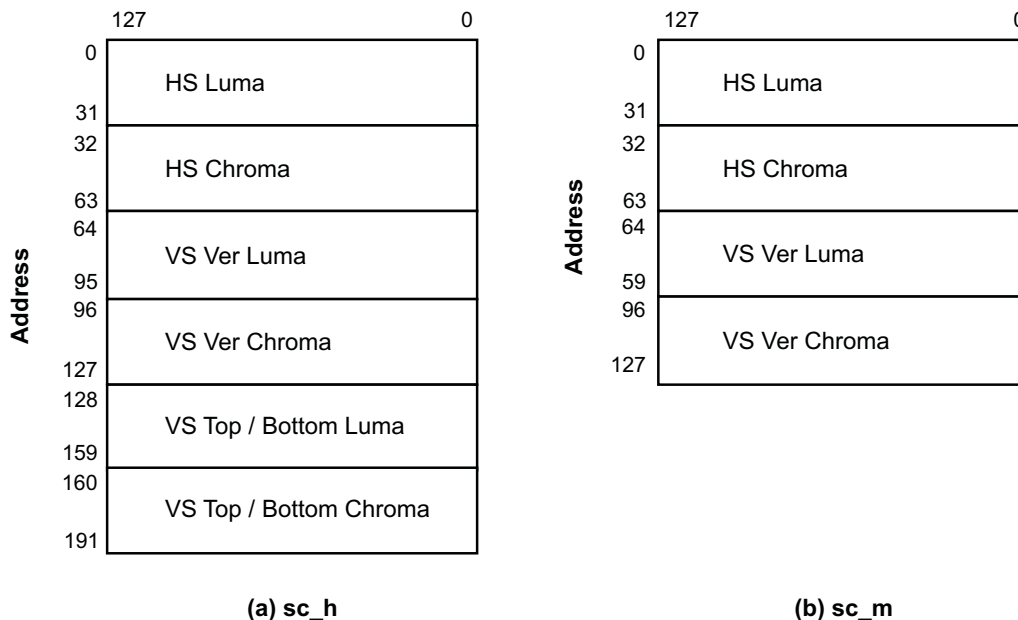 127 0
0
HS Luma
31
32
HS Chroma
63
64
VS Ver Luma
95
96
VS Ver Chroma
127
128
VS Top / Bottom Luma
159
160
VS Top / Bottom Chroma
191
Address
(a) sc_h
127 0
0
HS Luma
31
32
HS Chroma
63
64
VS Ver Luma
59
96
VS Ver Chroma
127
Address
(b) sc_m